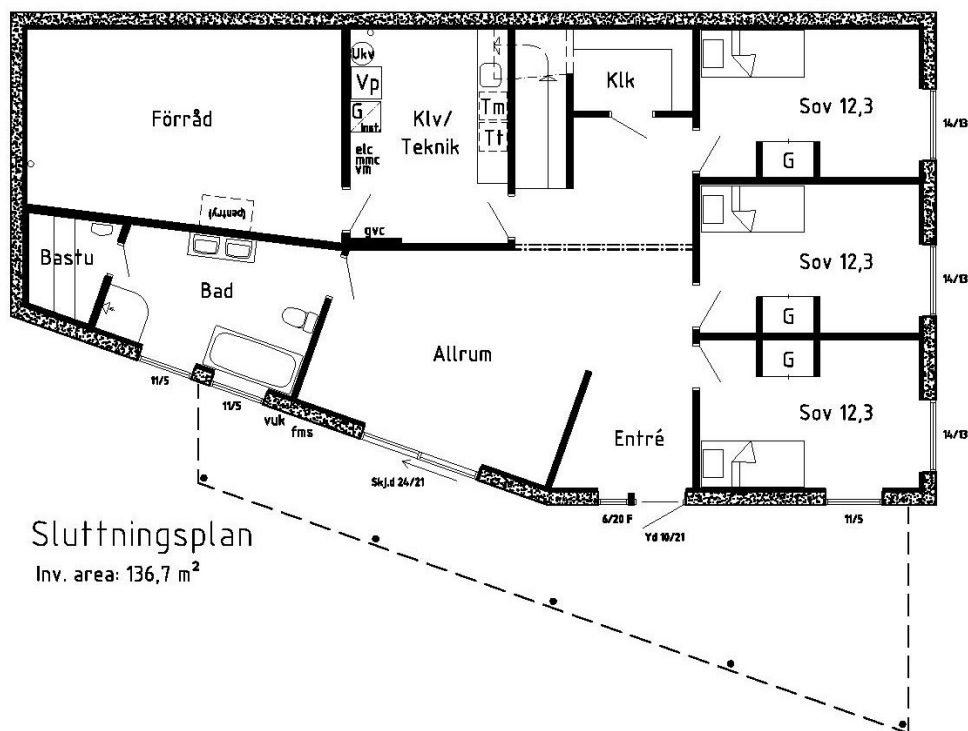 Förråd
Ukv
Vp
G
inst.
elc
mmc
vm
Klv/
Teknik
Tm
Tt
Klk
Sov 12,3
G
14/13
(pentry)
gvc
Bastu
Bad
Sov 12,3
G
14/13
Allrum
G
Sov 12,3
14/13
Entré
11/5
11/5
vuk
fms
Skj.d 24/21
6/20 F
Yd 10/21
11/5
Sluttningsplan
Inv. area: 136,7 m²